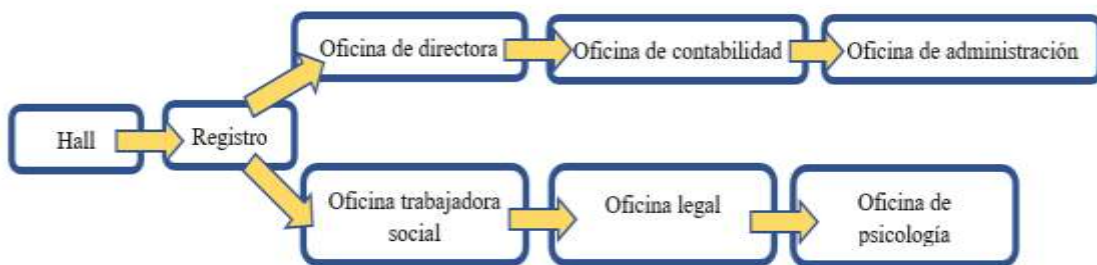 Oficina de directora
Oficina de contabilidad
Oficina de administración
Hall
Registro
Oficina trabajadora
social
Oficina legal
Oficina de
psicología